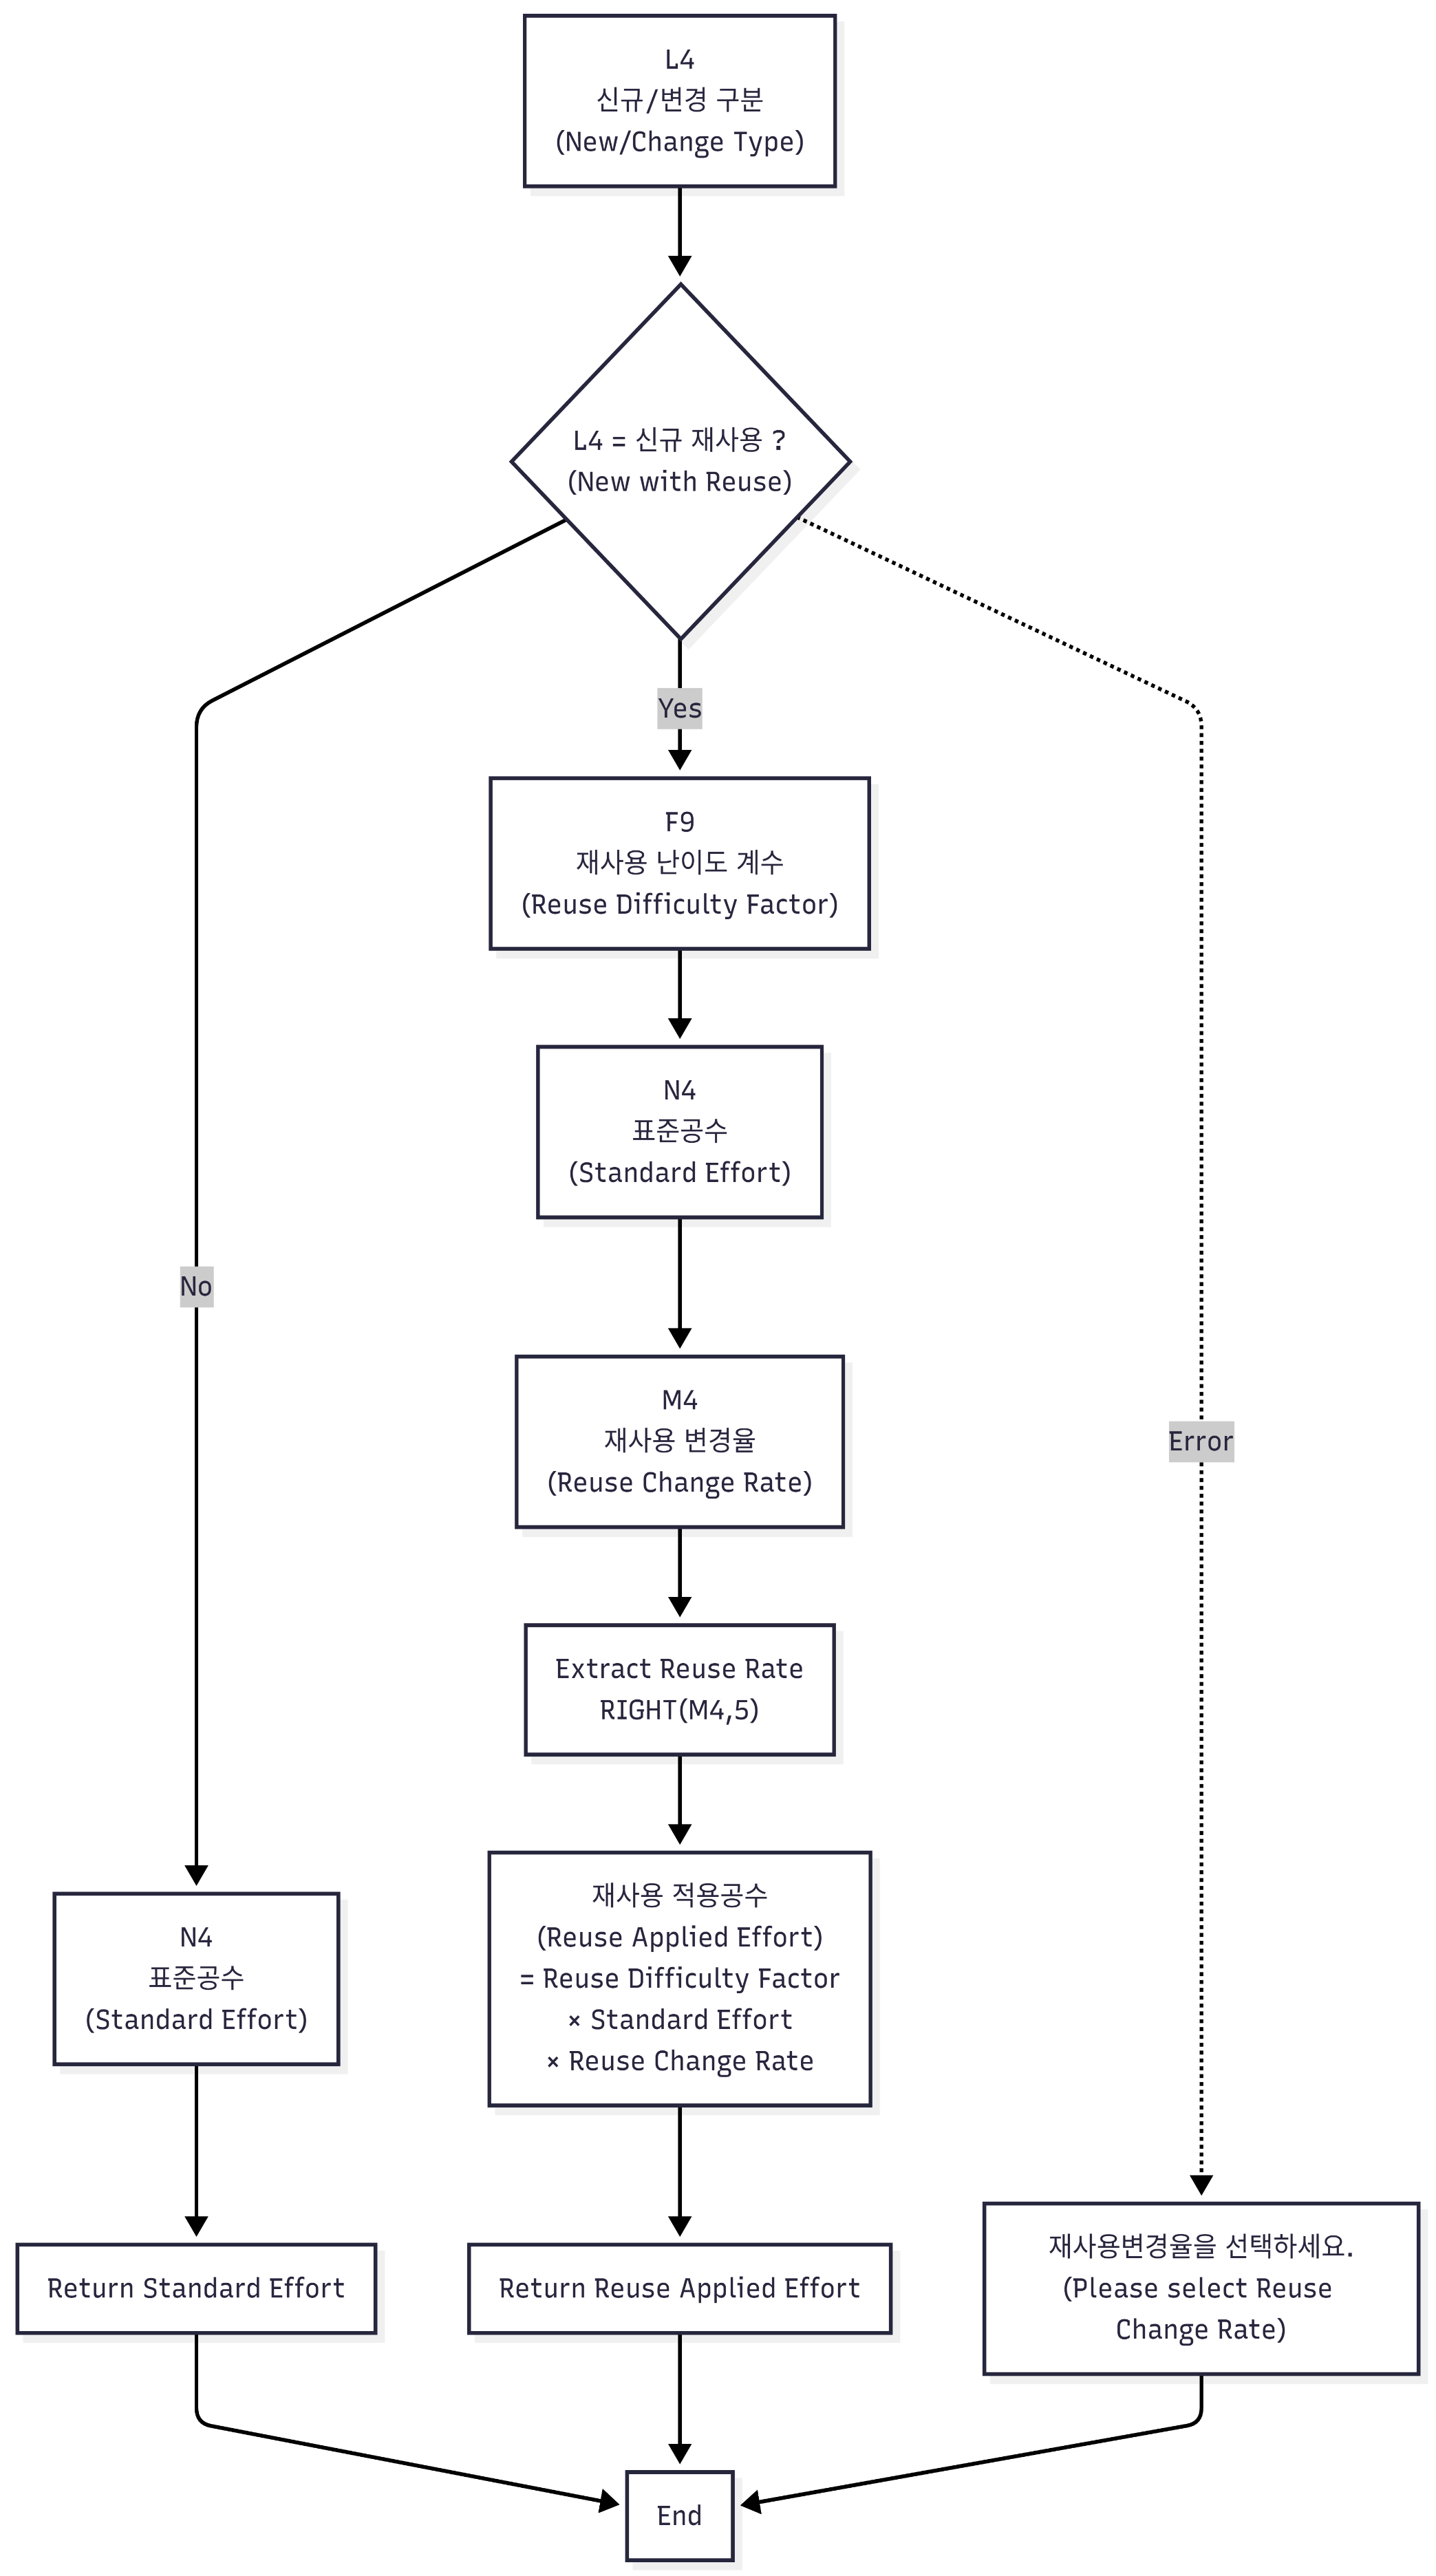 L4
신규/변경 구분
(New/Change Type)
L4 = 신규 재사용 ?
(New with Reuse)
Yes
F9
재사용 난이도 계수
(Reuse Difficulty Factor)
N4
표준공수
(Standard Effort)
No
M4
재사용 변경율
(Reuse Change Rate)
Error
Extract Reuse Rate
RIGHT(M4,5)
재사용 적용공수
(Reuse Applied Effort)
= Reuse Difficulty Factor
× Standard Effort
× Reuse Change Rate
N4
표준공수
(Standard Effort)
Return Standard Effort
Return Reuse Applied Effort
재사용변경율을 선택하세요.
(Please select Reuse
Change Rate)
End